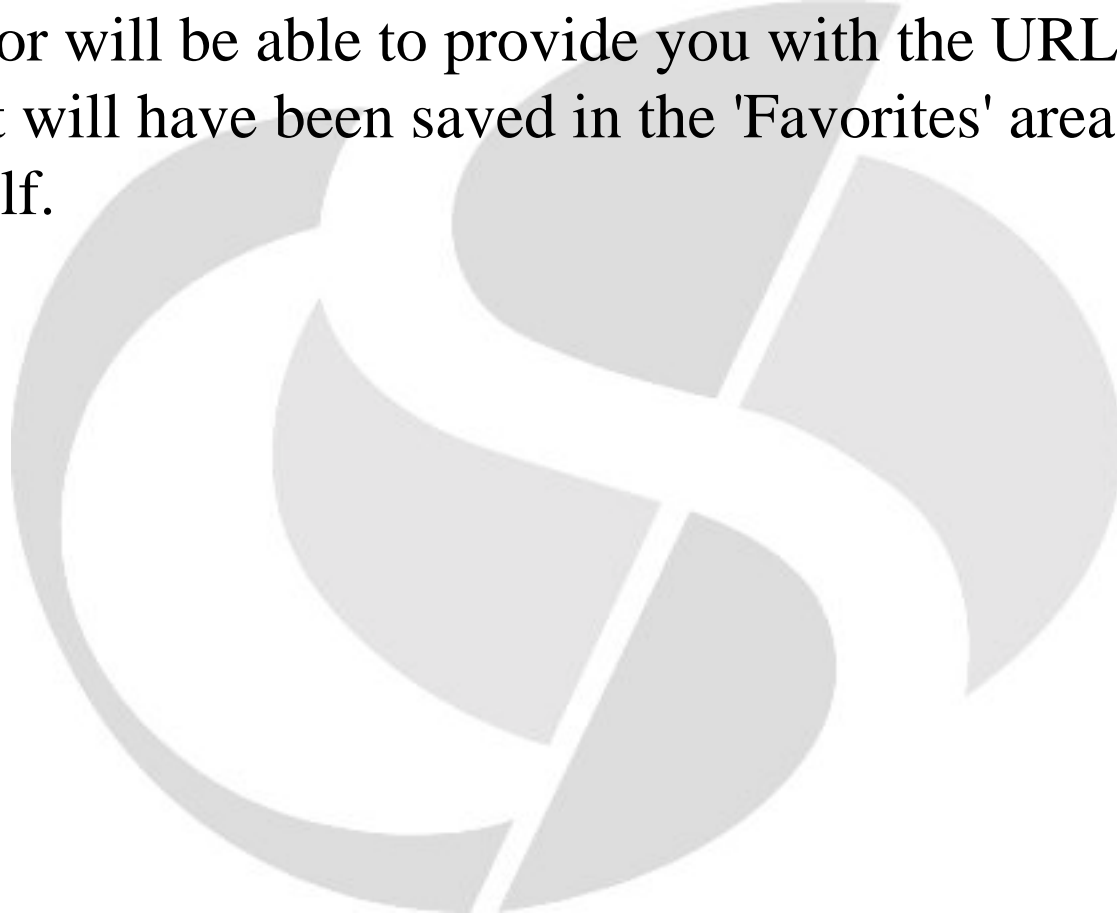 or will be able to provide you with the URL
t will have been saved in the 'Favorites' area
lf.